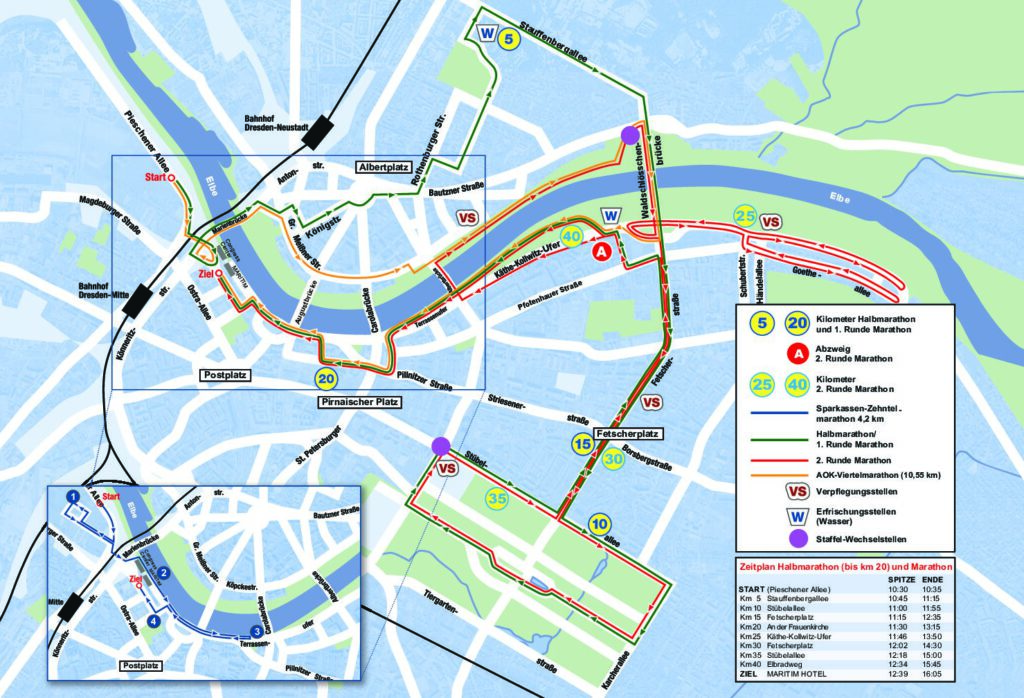 W
5
Stauffenbergallee
Bahnhof
Dresden-Neustadt
Pieschener Allee
Elbe
Anton-
str.
Albertplatz
Rothenburger Str.
Bautzner Straße
Start
Magdeburger Straße
Marienbrücke
Königstr.
Gr. Meißner Str.
VS
Waldschlösschen-
brücke
Elbe
W
25
VS
40
A
Käthe-Kollwitz-Ufer
Ziel
MARITIM
Bahnhof
Dresden-Mitte
Ostra-Allee
Könneritz-
str.
Augustbrücke
Carolabrücke
Terrassenufer
Pfotenhauer Straße
Schubertstr.
Händelallee
Goethe-
allee
Fetscher-
straße
Postplatz
20
Pillnitzer Straße
Pirnaischer Platz
Striesener-
straße
VS
Fetscherplatz
15
30
Borsbergstraße
St. Petersburger
Stübel-
allee
VS
35
10
Tiergarten-
straße
Karcherallee
1
Start
Elbe
Anton-
str.
Bautzner Straße
Marienbrücke
Gr. Meißner Str.
Köpckestr.
2
Ziel
Mitte
str.
Könneritz-
Ostra-Allee
4
Carolabrücke
3
Terrassen-
ufer
Postplatz
Pillnitzer Str.
5 20 Kilometer Halbmarathon
und 1. Runde Marathon
A Abzweig
2. Runde Marathon
25 40 Kilometer
2. Runde Marathon
Sparkassen-Zehntel-
marathon 4,2 km
Halbmarathon/
1. Runde Marathon
2. Runde Marathon
AOK-Viertelmarathon (10,55 km)
VS Verpflegungsstellen
W Erfrischungsstellen
(Wasser)
Staffel-Wechselstellen
Zeitplan Halbmarathon (bis km 20) und Marathon
SPITZE ENDE
START (Pieschener Allee) 10:30 10:35
Km 5 Stauffenbergallee 10:45 11:15
Km 10 Stübelallee 11:00 11:55
Km 15 Fetscherplatz 11:15 12:35
Km20 An der Frauenkirche 11:30 13:15
Km25 Käthe-Kollwitz-Ufer 11:46 13:50
Km30 Fetscherplatz 12:02 14:30
Km35 Stübelallee 12:18 15:00
Km40 Elbradweg 12:34 15:45
ZIEL MARITIM HOTEL 12:39 16:05